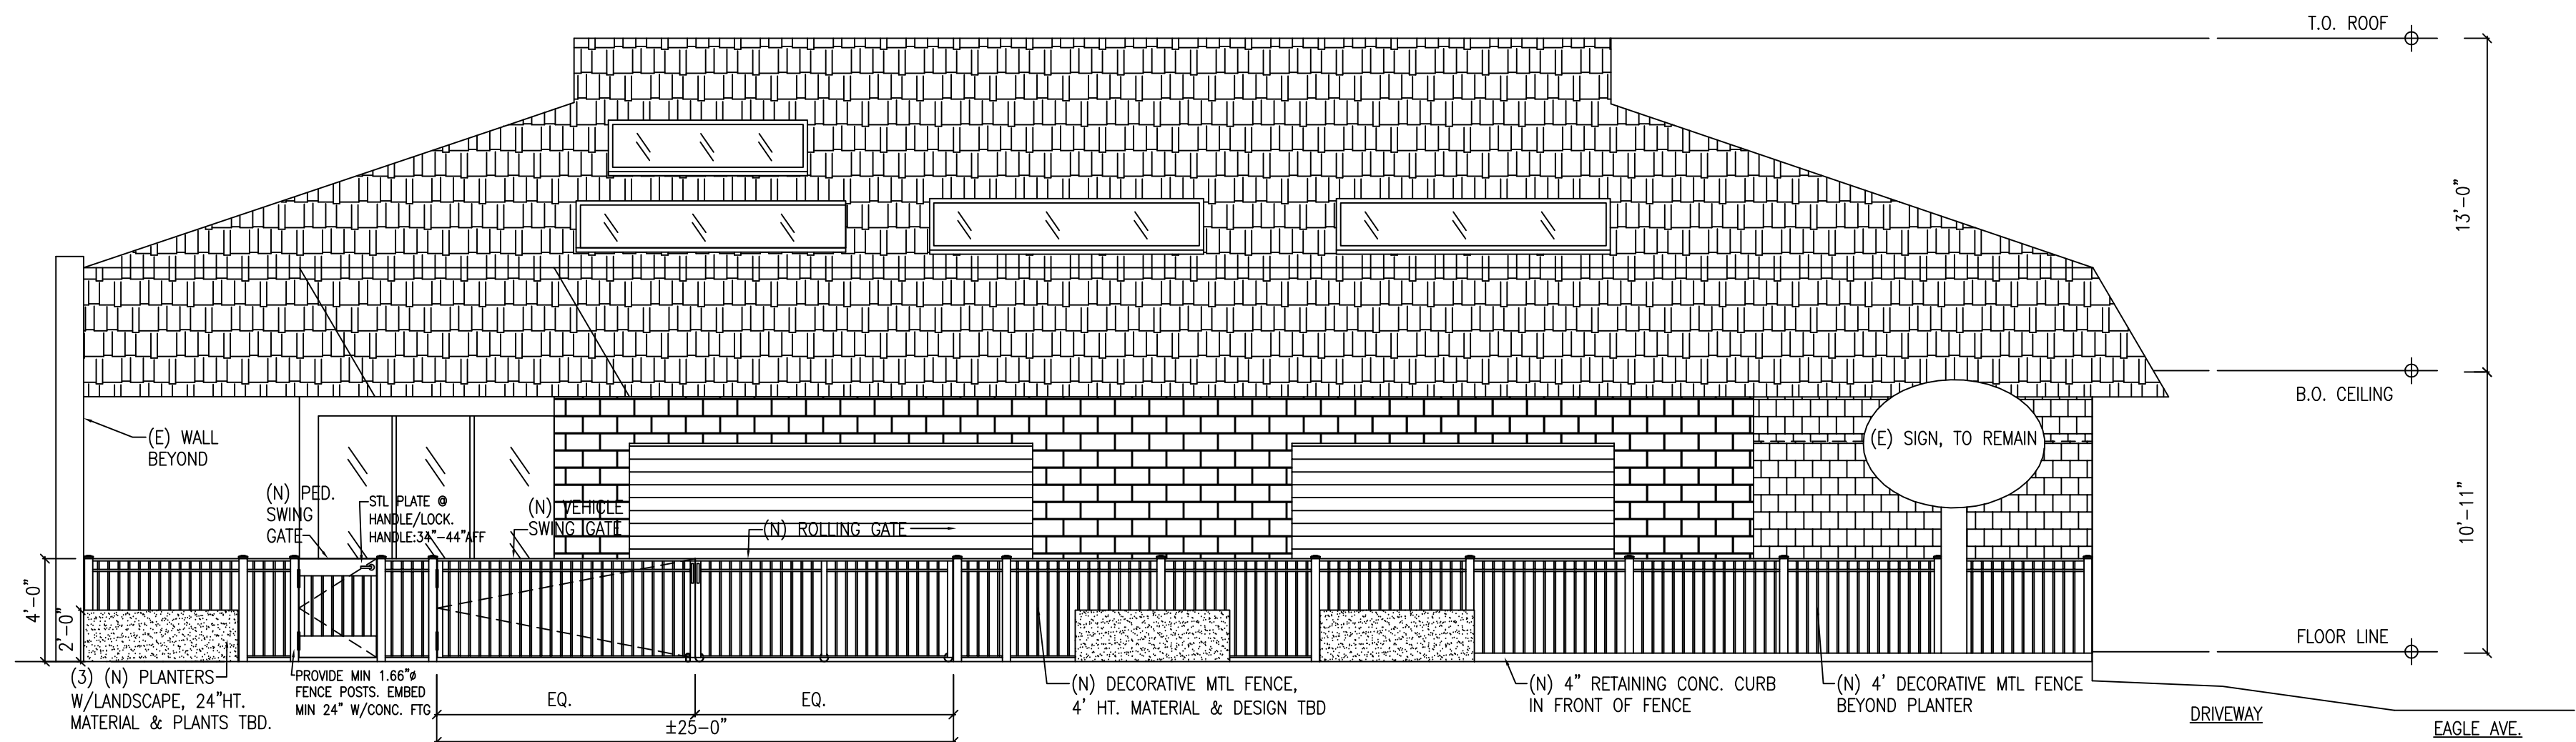 T.O. ROOF
13'-0"
B.O. CEILING
10'-11"
FLOOR LINE
(E) SIGN, TO REMAIN
(E) WALL
BEYOND
(N) PED.
SWING
GATE
STL PLATE @
HANDLE/LOCK.
HANDLE:34"-44"AFF
(N) VEHICLE
SWING GATE
(N) ROLLING GATE
4'-0"
2'-0"
(3) (N) PLANTERS
W/LANDSCAPE, 24"HT.
MATERIAL & PLANTS TBD.
PROVIDE MIN 1.66"ø
FENCE POSTS. EMBED
MIN 24" W/CONC. FTG
EQ.
EQ.
±25-0"
(N) DECORATIVE MTL FENCE,
4' HT. MATERIAL & DESIGN TBD
(N) 4" RETAINING CONC. CURB
IN FRONT OF FENCE
(N) 4' DECORATIVE MTL FENCE
BEYOND PLANTER
DRIVEWAY
EAGLE AVE.